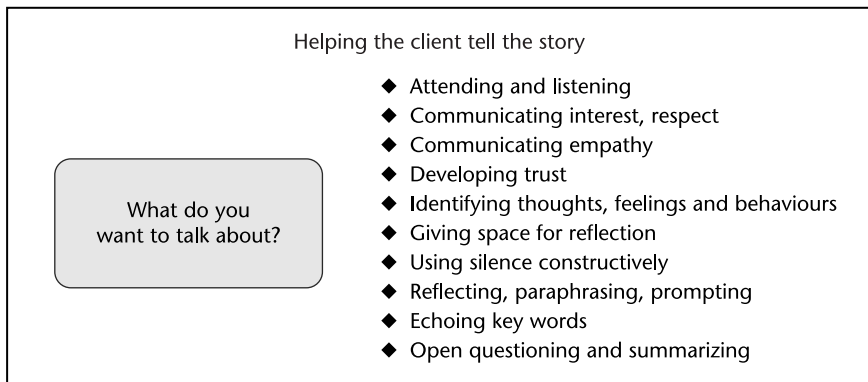 Helping the client tell the story
What do you
want to talk about?
◆ Attending and listening
◆ Communicating interest, respect
◆ Communicating empathy
◆ Developing trust
◆ Identifying thoughts, feelings and behaviours
◆ Giving space for reflection
◆ Using silence constructively
◆ Reflecting, paraphrasing, prompting
◆ Echoing key words
◆ Open questioning and summarizing